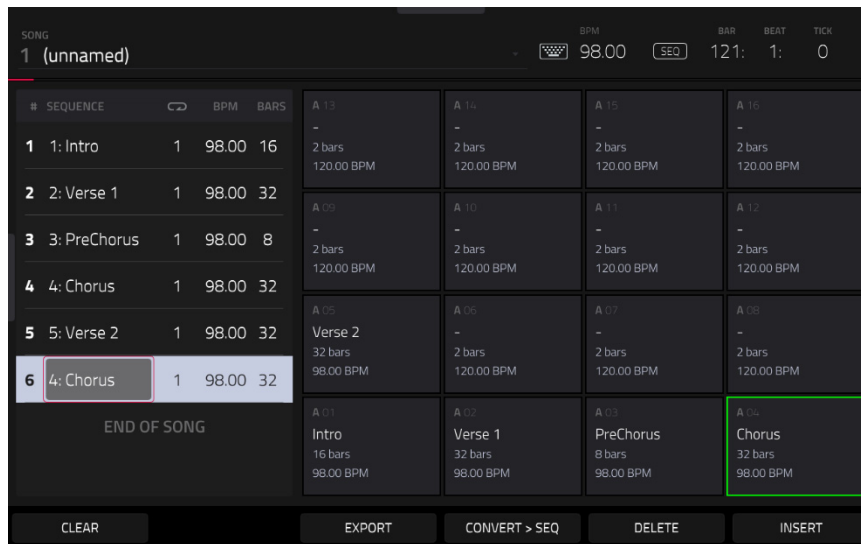 SONG
1 (unnamed)
BPM
98.00
SEQ
BAR BEAT TICK
121: 1: 0
# SEQUENCE BPM BARS
1 1: Intro 1 98.00 16
2 2: Verse 1 1 98.00 32
3 3: PreChorus 1 98.00 8
4 4: Chorus 1 98.00 32
5 5: Verse 2 1 98.00 32
6 4: Chorus 1 98.00 32
END OF SONG
A 13
-
2 bars
120.00 BPM
A 14
-
2 bars
120.00 BPM
A 15
-
2 bars
120.00 BPM
A 16
-
2 bars
120.00 BPM
A 09
-
2 bars
120.00 BPM
A 10
-
2 bars
120.00 BPM
A 11
-
2 bars
120.00 BPM
A 12
-
2 bars
120.00 BPM
A 05
Verse 2
32 bars
98.00 BPM
A 06
-
2 bars
120.00 BPM
A 07
-
2 bars
120.00 BPM
A 08
-
2 bars
120.00 BPM
A 01
Intro
16 bars
98.00 BPM
A 02
Verse 1
32 bars
98.00 BPM
A 03
PreChorus
8 bars
98.00 BPM
A 04
Chorus
32 bars
98.00 BPM
CLEAR EXPORT CONVERT > SEQ DELETE INSERT